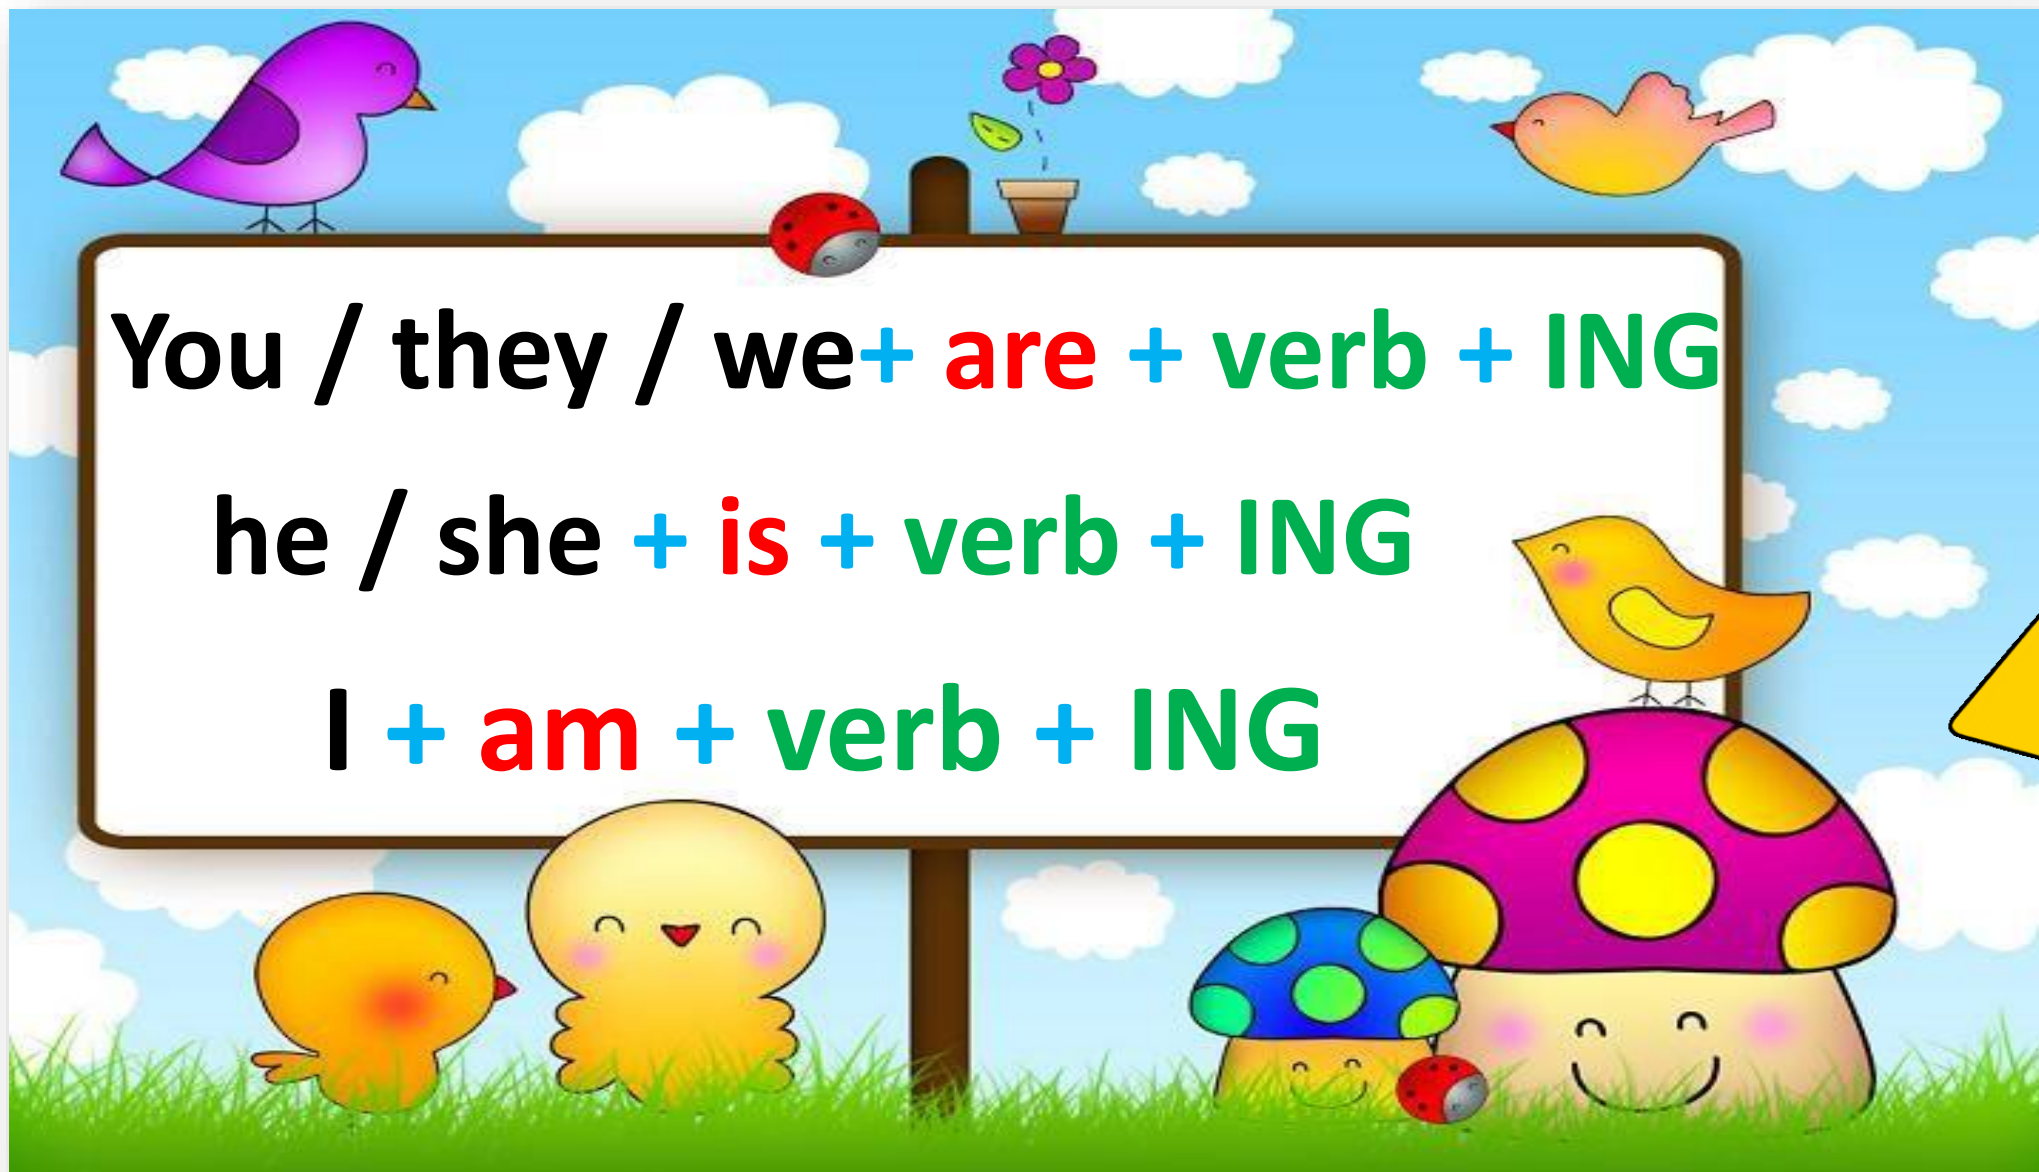 You / they / we+ are + verb + ING
he / she + is + verb + ING
I + am + verb + ING